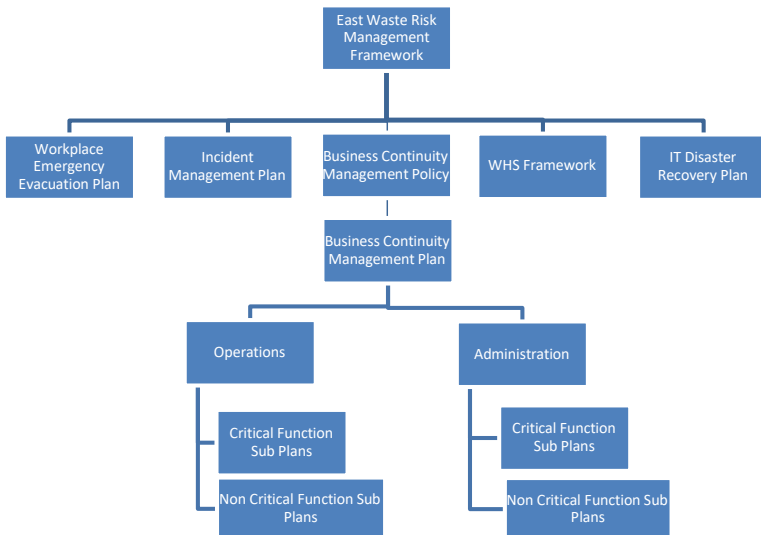 East Waste Risk
Management
Framework
Workplace
Emergency
Evacuation Plan
Incident
Management Plan
Business Continuity
Management Policy
WHS Framework
IT Disaster
Recovery Plan
Business Continuity
Management Plan
Operations
Administration
Critical Function
Sub Plans
Critical Function
Sub Plans
Non Critical Function Sub
Plans
Non Critical Function Sub
Plans